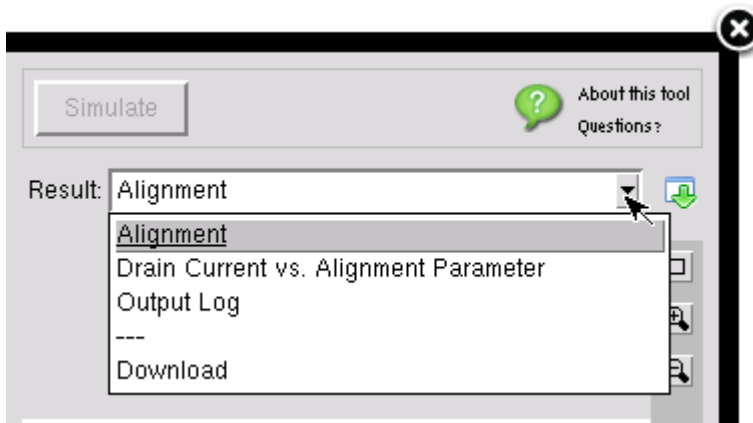 Simulate
About this tool
Questions?
Result: Alignment
Alignment
Drain Current vs. Alignment Parameter
Output Log
---
Download